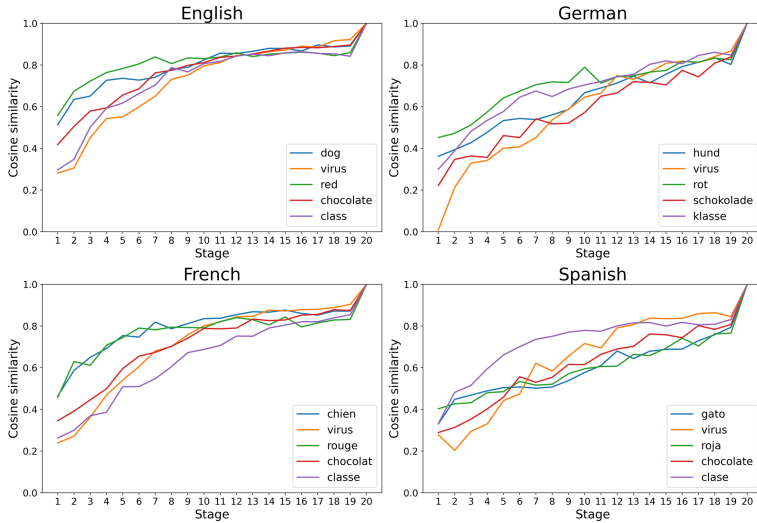 English
Cosine similarity
1.0
0.8
0.6
0.4
0.2
0.0
dog
virus
red
chocolate
class
1 2 3 4 5 6 7 8 9 10 11 12 13 14 15 16 17 18 19 20
Stage
German
Cosine similarity
1.0
0.8
0.6
0.4
0.2
0.0
hund
virus
rot
schokolade
klasse
1 2 3 4 5 6 7 8 9 10 11 12 13 14 15 16 17 18 19 20
Stage
French
Cosine similarity
1.0
0.8
0.6
0.4
0.2
0.0
chien
virus
rouge
chocolat
classe
1 2 3 4 5 6 7 8 9 10 11 12 13 14 15 16 17 18 19 20
Stage
Spanish
Cosine similarity
1.0
0.8
0.6
0.4
0.2
0.0
gato
virus
roja
chocolate
clase
1 2 3 4 5 6 7 8 9 10 11 12 13 14 15 16 17 18 19 20
Stage